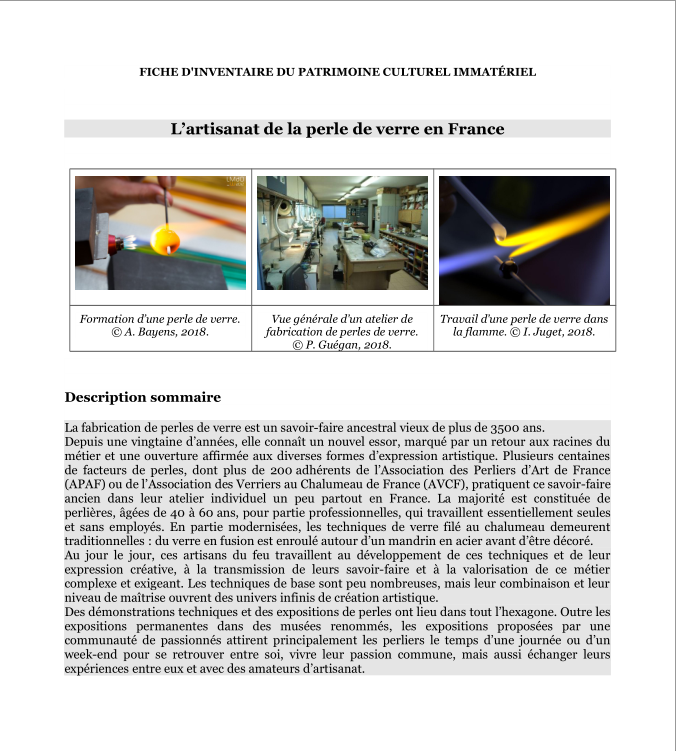 FICHE D'INVENTAIRE DU PATRIMOINE CULTUREL IMMATÉRIEL
L’artisanat de la perle de verre en France
Formation d’une perle de verre.
© A. Bayens, 2018.
Vue générale d’un atelier de
fabrication de perles de verre.
© P. Guégan, 2018.
Travail d’une perle de verre dans
la flamme. © I. Juget, 2018.
Description sommaire
La fabrication de perles de verre est un savoir-faire ancestral vieux de plus de 3500 ans.
Depuis une vingtaine d’années, elle connaît un nouvel essor, marqué par un retour aux racines du
métier et une ouverture affirmée aux diverses formes d’expression artistique. Plusieurs centaines
de facteurs de perles, dont plus de 200 adhérents de l’Association des Perliers d’Art de France
(APAF) ou de l’Association des Verriers au Chalumeau de France (AVCF), pratiquent ce savoir-faire
ancien dans leur atelier individuel un peu partout en France. La majorité est constituée de
perlières, âgées de 40 à 60 ans, pour partie professionnelles, qui travaillent essentiellement seules
et sans employés. En partie modernisées, les techniques de verre filé au chalumeau demeurent
traditionnelles : du verre en fusion est enroulé autour d’un mandrin en acier avant d’être décoré.
Au jour le jour, ces artisans du feu travaillent au développement de ces techniques et de leur
expression créative, à la transmission de leurs savoir-faire et à la valorisation de ce métier
complexe et exigeant. Les techniques de base sont peu nombreuses, mais leur combinaison et leur
niveau de maîtrise ouvrent des univers infinis de création artistique.
Des démonstrations techniques et des expositions de perles ont lieu dans tout l’hexagone. Outre les
expositions permanentes dans des musées renommés, les expositions proposées par une
communauté de passionnés attirent principalement les perliers le temps d’une journée ou d’un
week-end pour se retrouver entre soi, vivre leur passion commune, mais aussi échanger leurs
expériences entre eux et avec des amateurs d’artisanat.